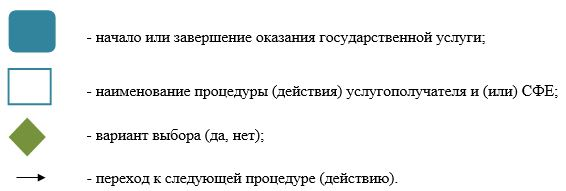 - начало или завершение оказания государственной услуги;
- наименование процедуры (действия) услугополучателя и (или) СФЕ;
- вариант выбора (да, нет);
- переход к следующей процедуре (действию).